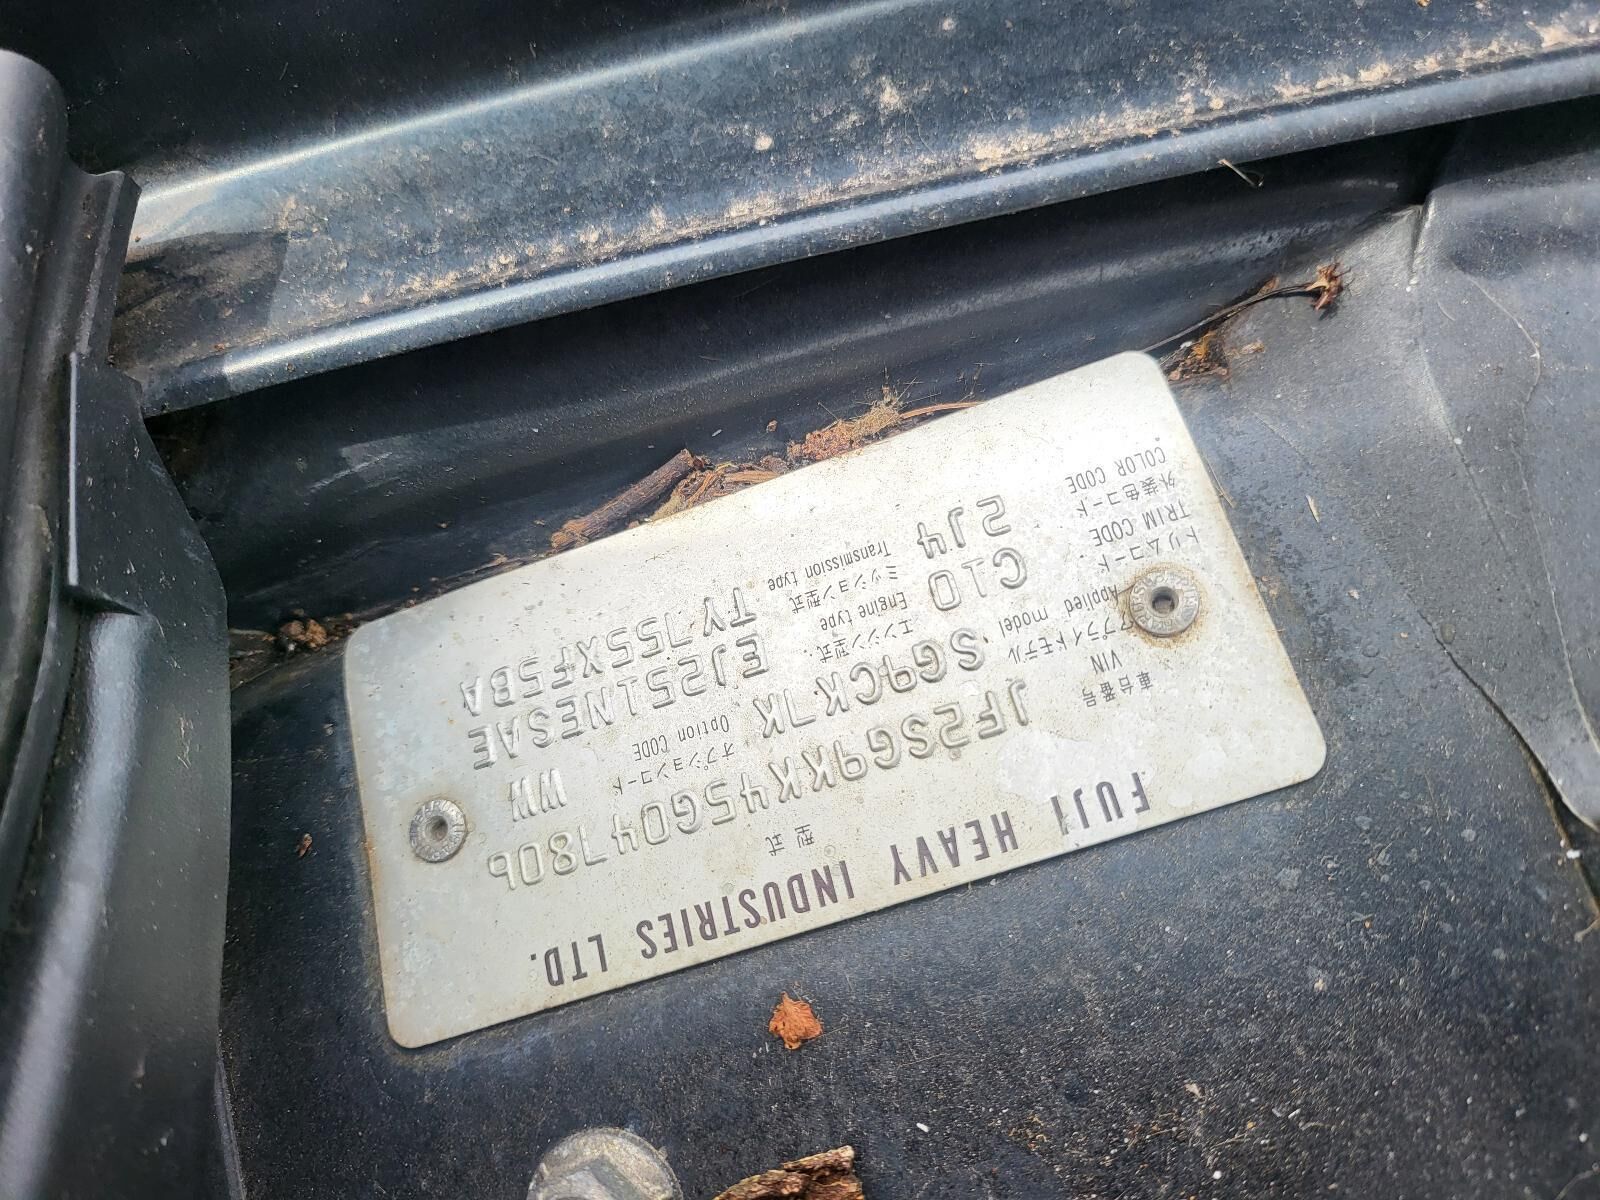 FUJI HEAVY INDUSTRIES LTD.
型式
車台番号
VIN JF2SG9KK45G047806
アプライドモデル オプションコード
Applied model SG9CK7K Option CODE WW
トリムコード エンジン型式
TRIM CODE C10 Engine type EJ251NESAE
外装色コード ミッション型式
COLOR CODE 2J4 Transmission type TY755XF5BA